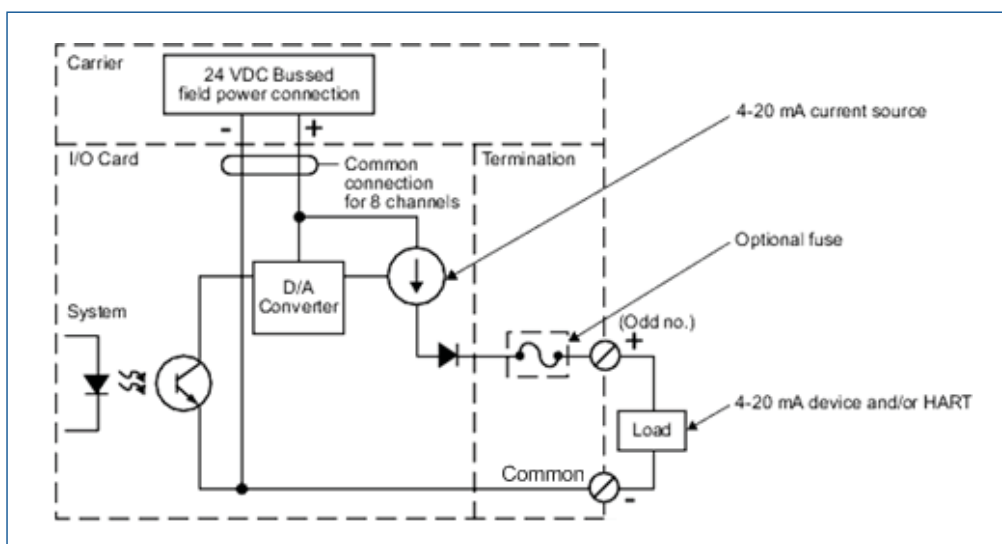 Carrier
24 VDC Bussed
field power connection
-
+
4-20 mA current source
I/O Card
Common
connection
for 8 channels
Termination
Optional fuse
D/A
Converter
System
(Odd no.)
+
Load
4-20 mA device and/or HART
Common
-